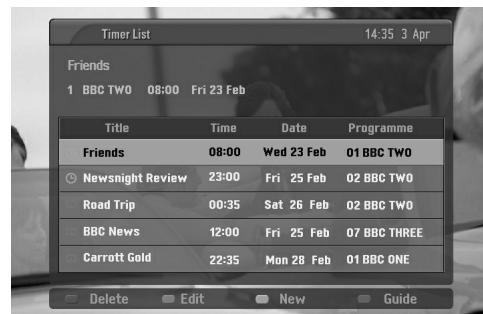 Timer List 14:35 3 Apr
Friends
1 BBC TWO 08:00 Fri 23 Feb
Title Time Date Programme
Friends 08:00 Wed 23 Feb 01 BBC TWO
Newsnight Review 23:00 Fri 25 Feb 02 BBC TWO
Road Trip 00:35 Sat 26 Feb 02 BBC TWO
BBC News 12:00 Fri 25 Feb 07 BBC THREE
Carrott Gold 22:35 Mon 28 Feb 01 BBC ONE
Delete Edit New Guide